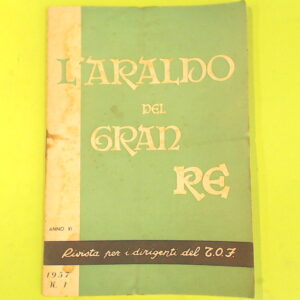 L'ARALDO
DEL
GRAN
RE
ANNO XI
Rivista per i dirigenti del T.O.F.
1957
N. 1